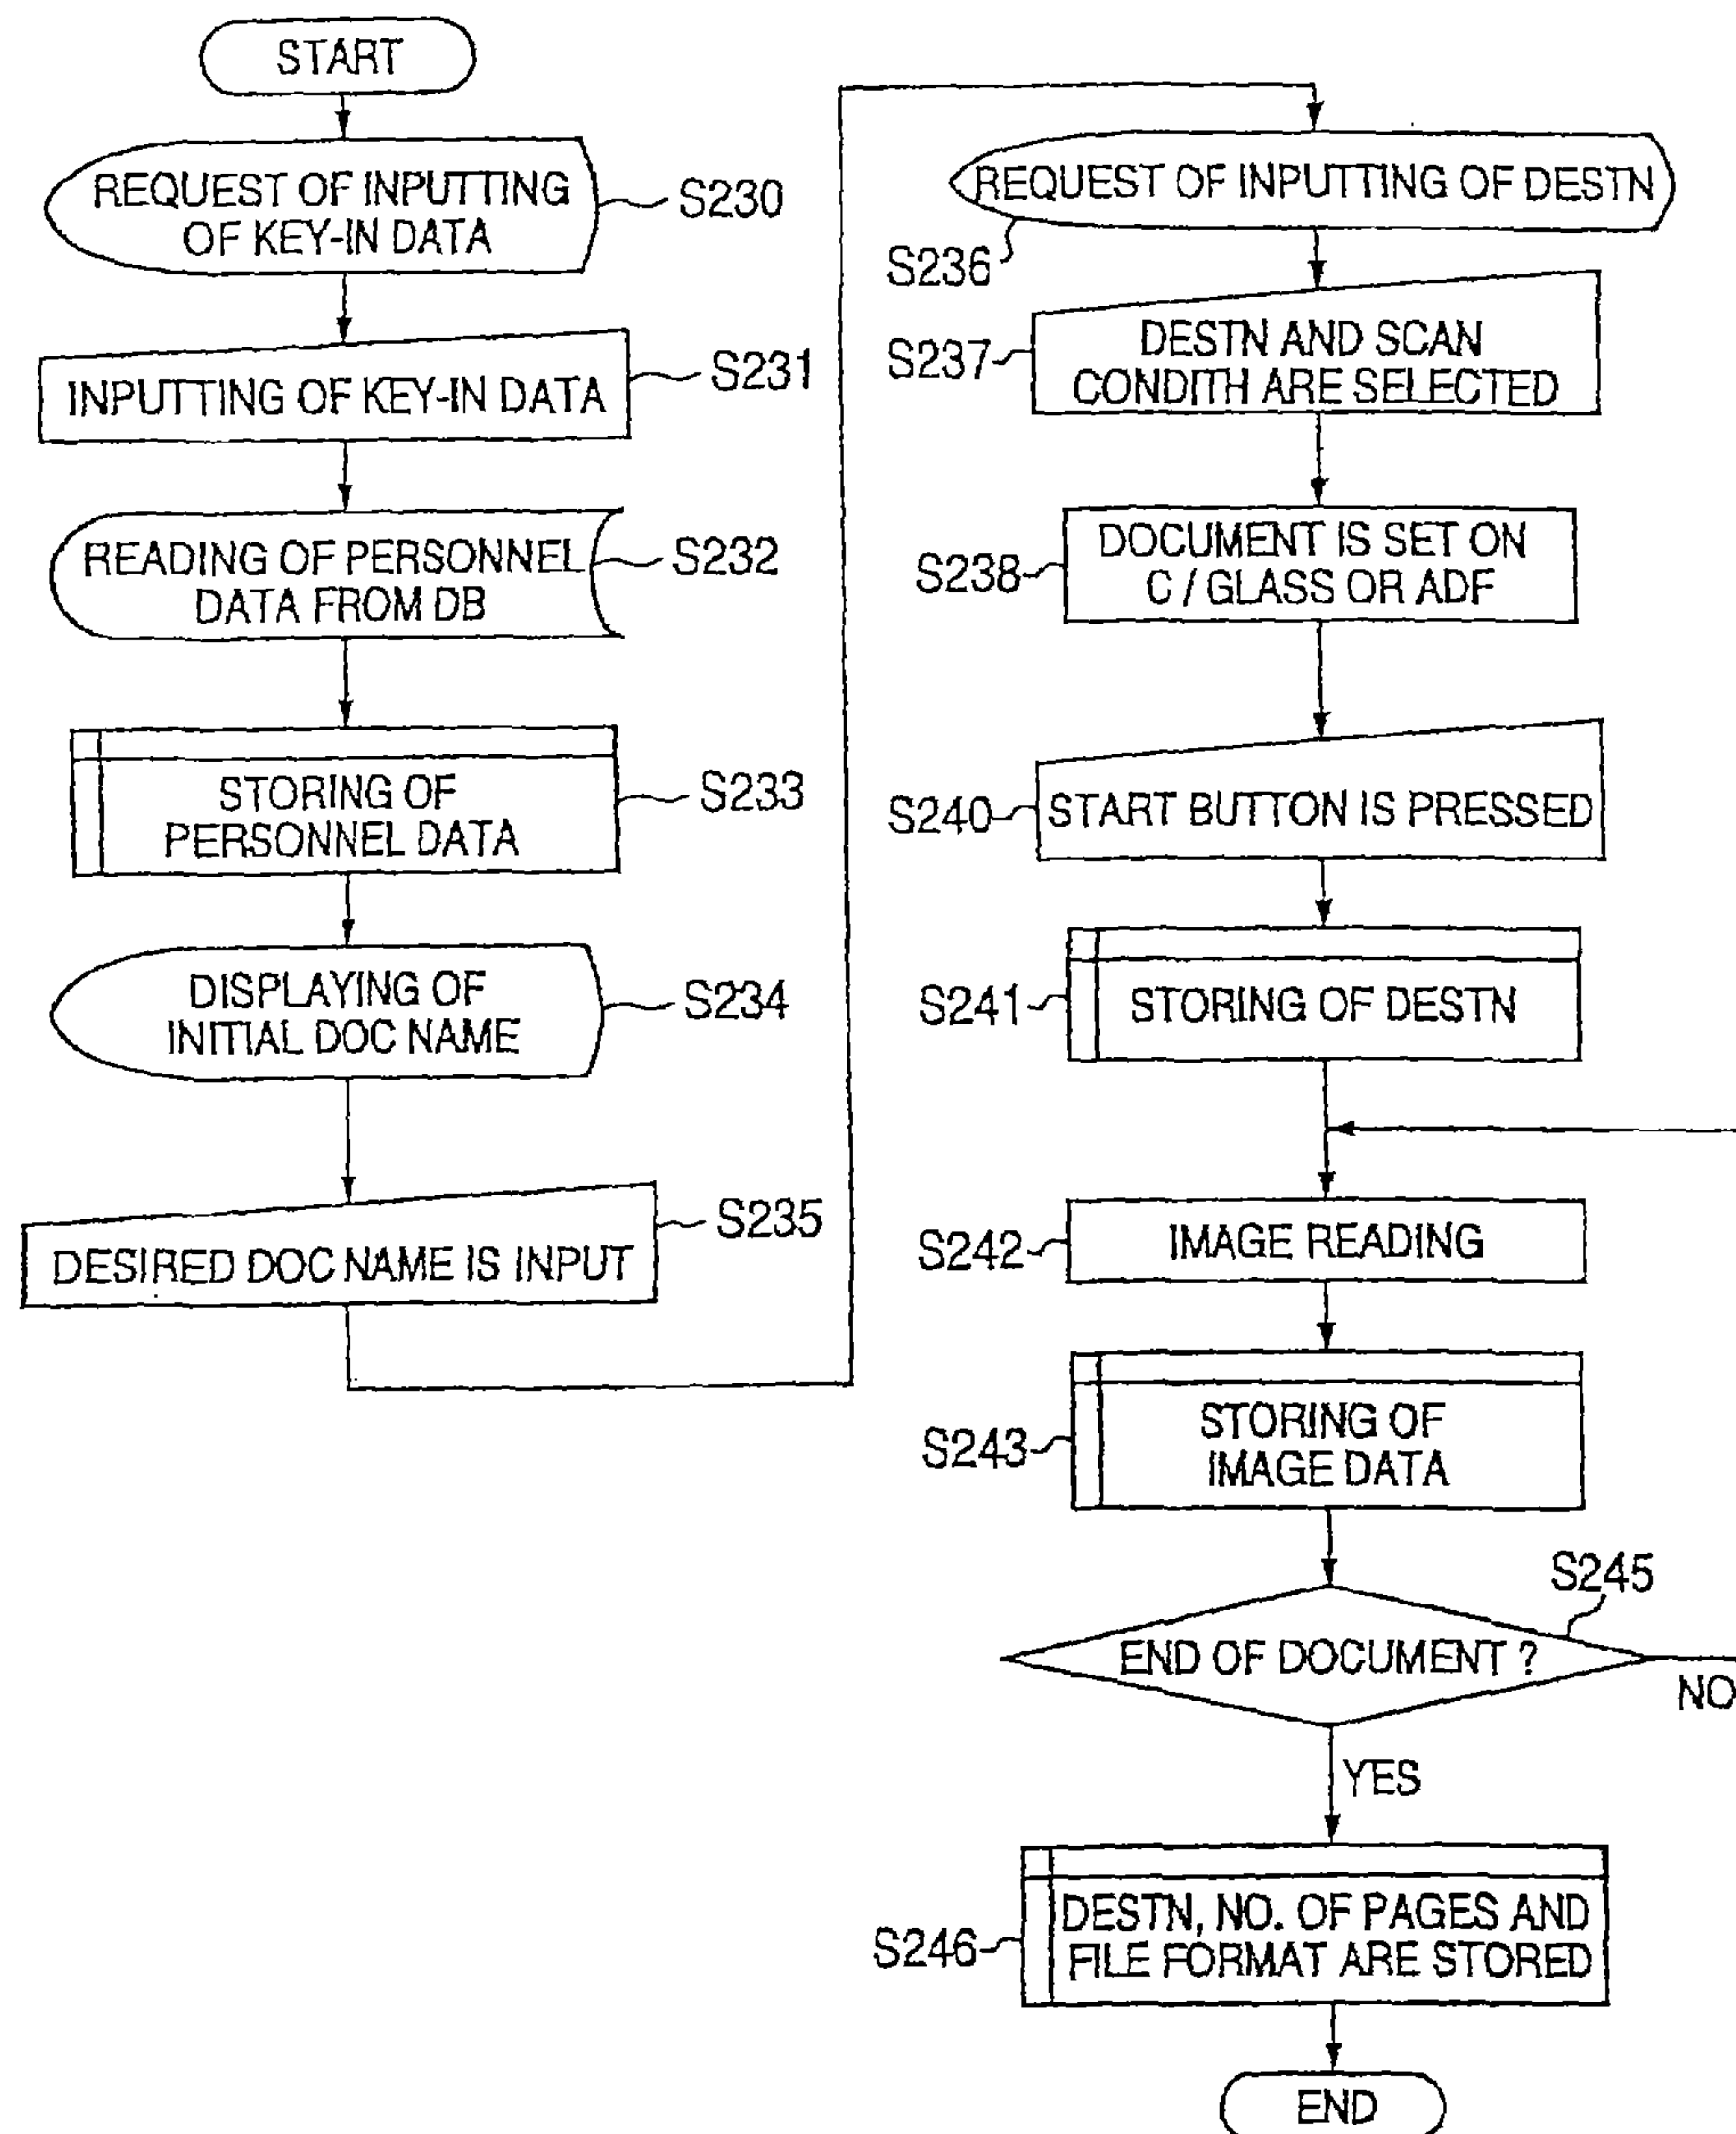 START
REQUEST OF INPUTTING
OF KEY-IN DATA
S230
INPUTTING OF KEY-IN DATA
S231
READING OF PERSONNEL
DATA FROM DB
S232
STORING OF
PERSONNEL DATA
S233
DISPLAYING OF
INITIAL DOC NAME
S234
DESIRED DOC NAME IS INPUT
S235
REQUEST OF INPUTTING OF DESTN
S236
DESTN AND SCAN
CONDITH ARE SELECTED
S237
DOCUMENT IS SET ON
C / GLASS OR ADF
S238
START BUTTON IS PRESSED
S240
STORING OF DESTN
S241
IMAGE READING
S242
STORING OF
IMAGE DATA
S243
END OF DOCUMENT ?
S245
NO
YES
DESTN, NO. OF PAGES AND
FILE FORMAT ARE STORED
S246
END